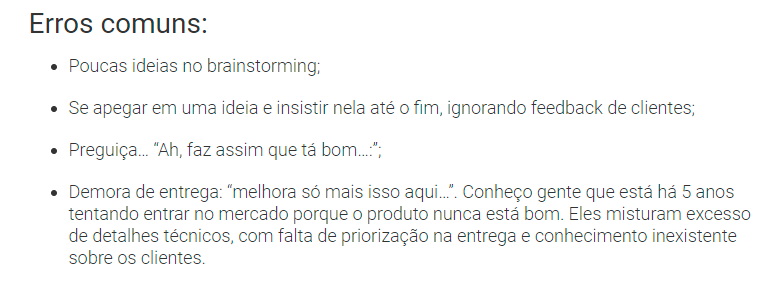 Erros comuns:
• Poucas ideias no brainstorming;
• Se apegar em uma ideia e insistir nela até o fim, ignorando feedback de clientes;
• Preguiça... “Ah, faz assim que tá bom...:”;
• Demora de entrega: “melhora só mais isso aqui...”. Conheço gente que está há 5 anos
tentando entrar no mercado porque o produto nunca está bom. Eles misturam excesso
de detalhes técnicos, com falta de priorização na entrega e conhecimento inexistente
sobre os clientes.